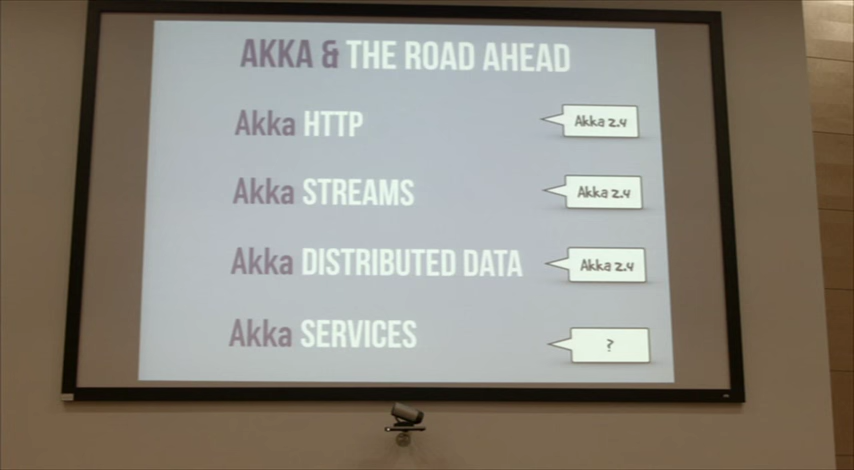 AKKA & THE ROAD AHEAD
Akka HTTP
Akka 2.4
Akka STREAMS
Akka 2.4
Akka DISTRIBUTED DATA
Akka 2.4
Akka SERVICES
?